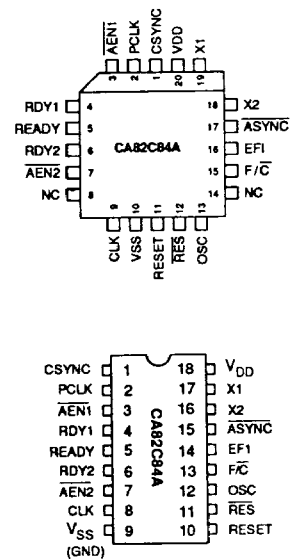 AEN1 PCLK CSYNC VDD X1
3 2 1 20 19
RDY1 4 18 X2
READY 5 17 ASYNC
RDY2 6 CA82C84A 16 EFI
AEN2 7 15 F/C
NC 8 14 NC
9 10 11 12 13
CLK VSS RESET RES OSC
CSYNC 1 18 VDD
PCLK 2 17 X1
AEN1 3 16 X2
RDY1 4 15 ASYNC
READY 5 14 EF1
RDY2 6 13 F/C
AEN2 7 12 OSC
CLK 8 11 RES
VSS 9 10 RESET
(GND)
CA82C84A